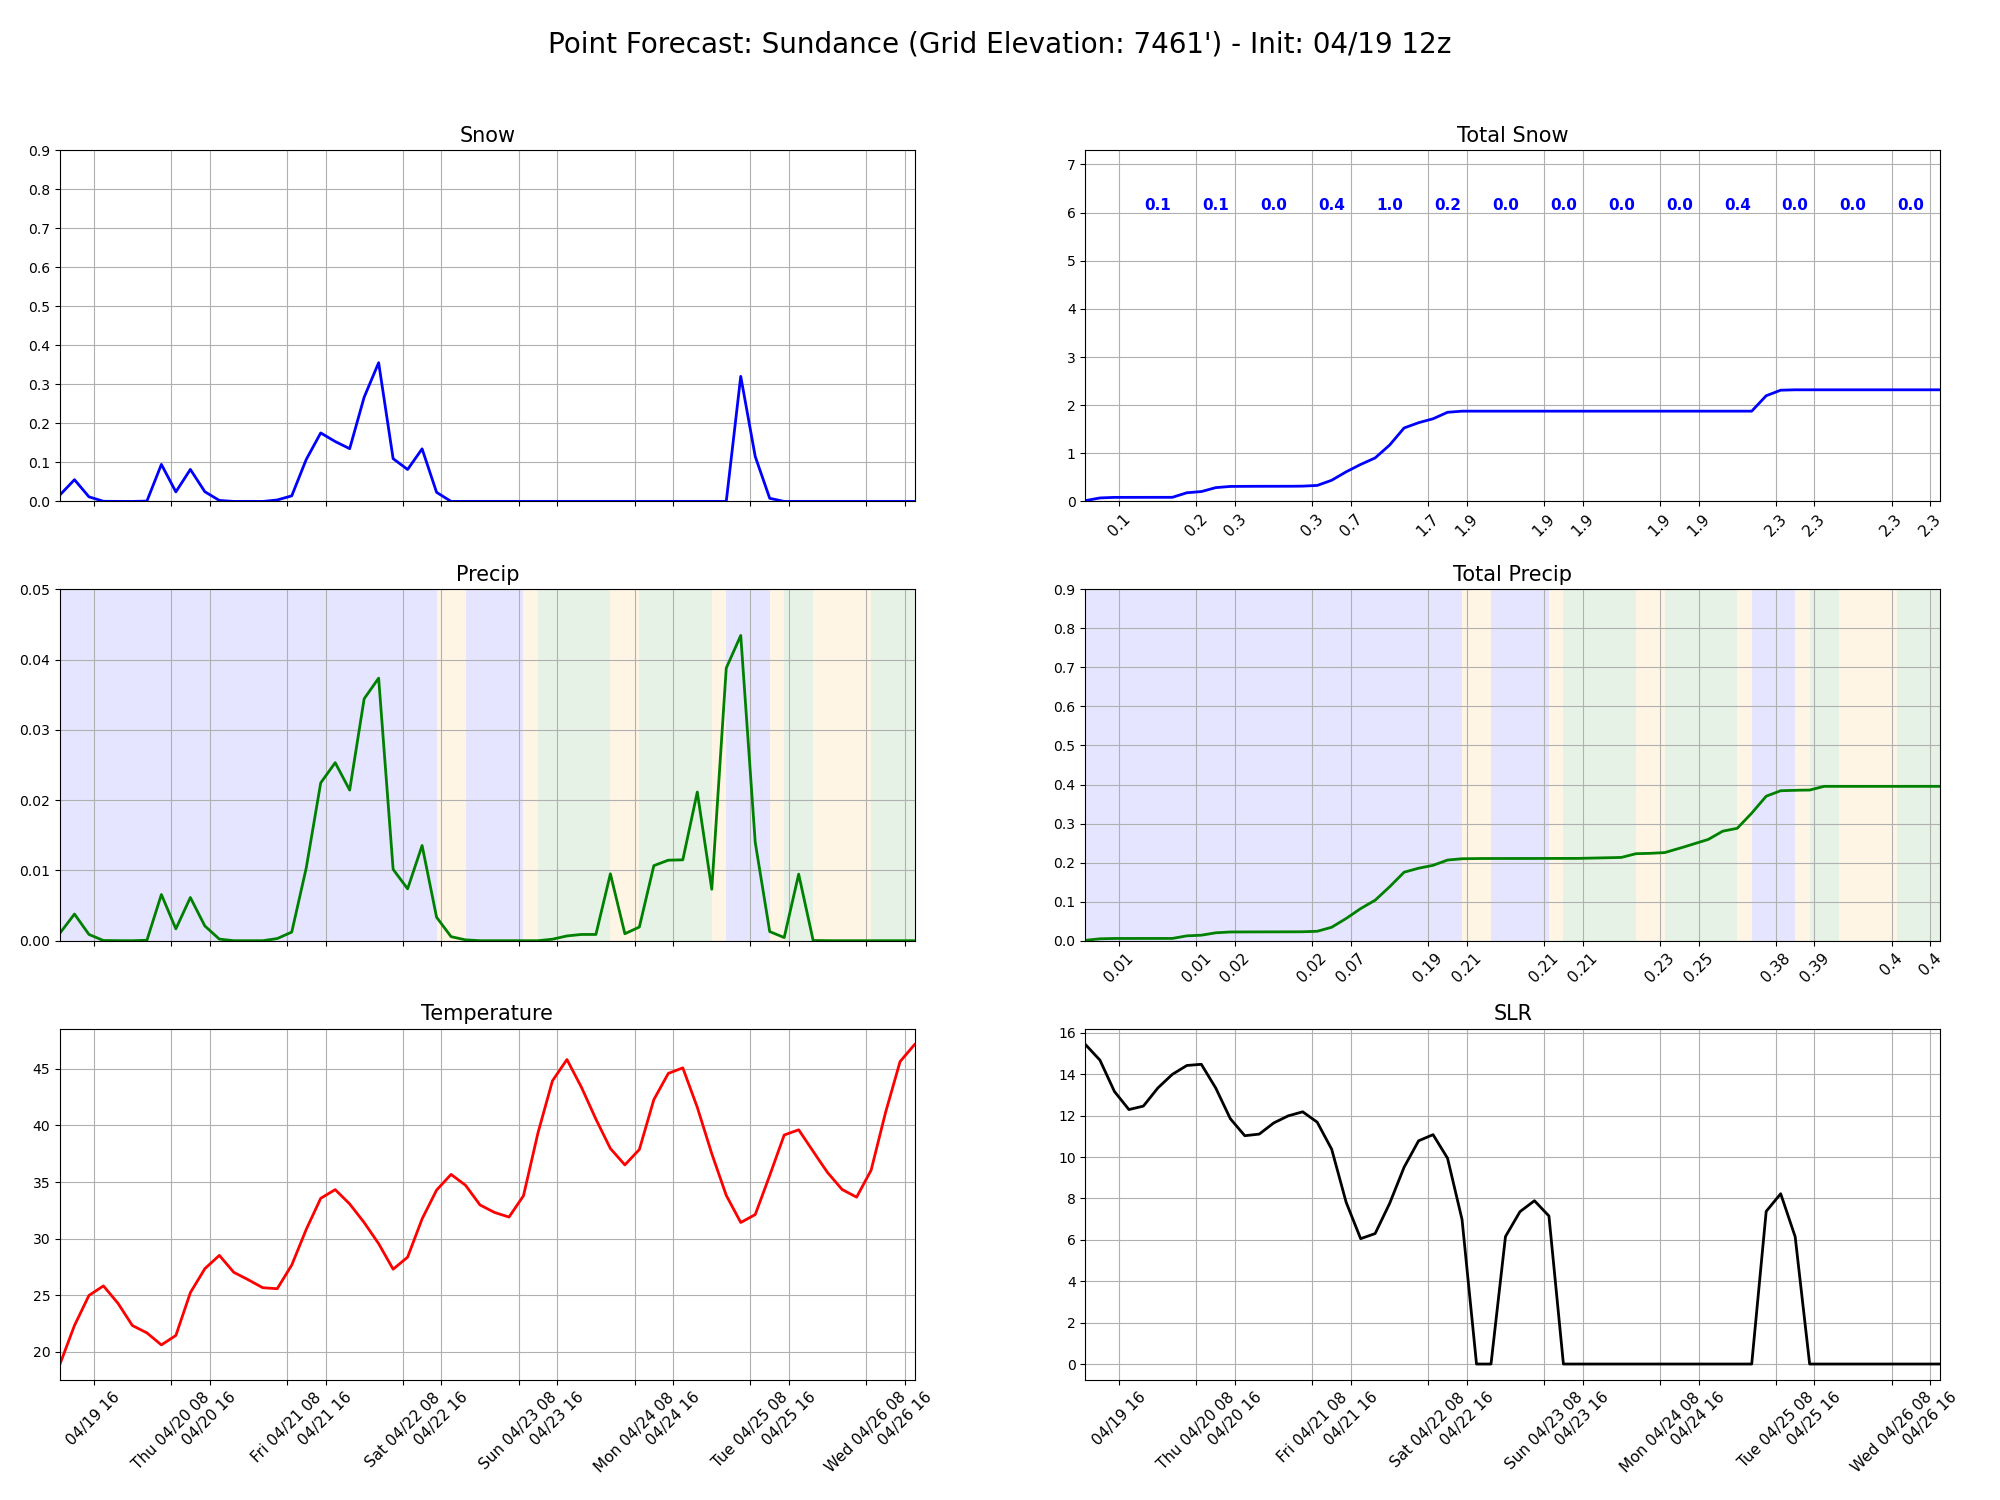 Point Forecast: Sundance (Grid Elevation: 7461') - Init: 04/19 12z
Snow
0.9
0.8
0.7
0.6
0.5
0.4
0.3
0.2
0.1
0.0
Total Snow
7
6
5
4
3
2
1
0
0.1 0.1 0.0 0.4 1.0 0.2 0.0 0.0 0.0 0.0 0.4 0.0 0.0 0.0
0.1 0.2 0.3 0.3 0.7 1.7 1.9 1.9 1.9 1.9 1.9 2.3 2.3 2.3 2.3
Precip
0.05
0.04
0.03
0.02
0.01
0.00
Total Precip
0.9
0.8
0.7
0.6
0.5
0.4
0.3
0.2
0.1
0.0
0.01 0.01 0.02 0.02 0.07 0.19 0.21 0.21 0.21 0.23 0.25 0.38 0.39 0.4 0.4
Temperature
45
40
35
30
25
20
04/19 16
Thu 04/20 08
04/20 16
Fri 04/21 08
04/21 16
Sat 04/22 08
04/22 16
Sun 04/23 08
04/23 16
Mon 04/24 08
04/24 16
Tue 04/25 08
04/25 16
Wed 04/26 08
04/26 16
SLR
16
14
12
10
8
6
4
2
0
04/19 16
Thu 04/20 08
04/20 16
Fri 04/21 08
04/21 16
Sat 04/22 08
04/22 16
Sun 04/23 08
04/23 16
Mon 04/24 08
04/24 16
Tue 04/25 08
04/25 16
Wed 04/26 08
04/26 16